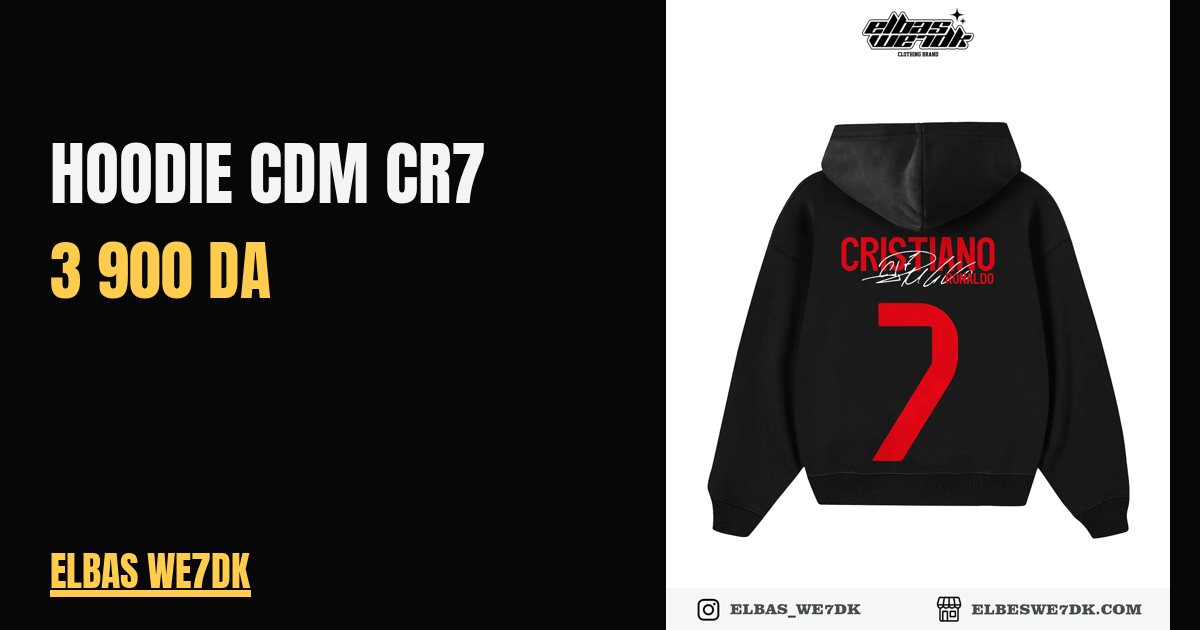 HOODIE CDM CR7
3 900 DA
ELBAS WE7DK
elbas
we7dk
CLOTHING BRAND
CRISTIANO
RONALDO
7
ELBAS_WE7DK
ELBESWE7DK.COM